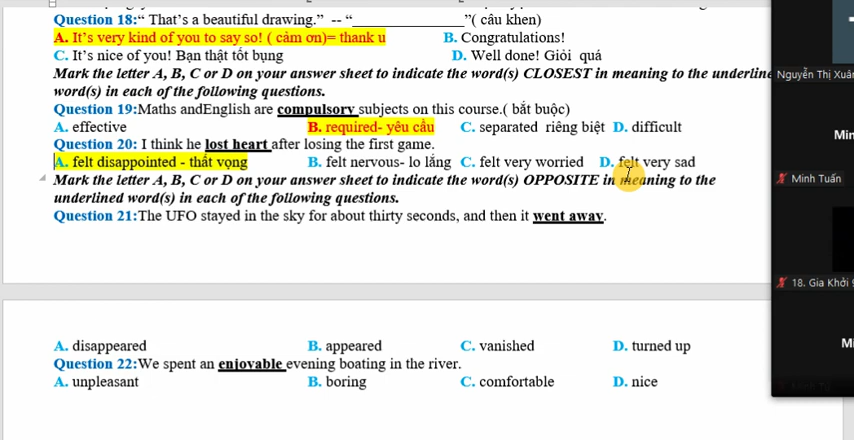 Question 18:“ That’s a beautiful drawing.” -- “____________________”( câu khen)
A. It’s very kind of you to say so! ( cảm ơn)= thank u B. Congratulations!
C. It’s nice of you! Bạn thật tốt bụng D. Well done! Giỏi quá
Mark the letter A, B, C or D on your answer sheet to indicate the word(s) CLOSEST in meaning to the underline
word(s) in each of the following questions.
Question 19:Maths andEnglish are compulsory subjects on this course.( bắt buộc)
A. effective B. required- yêu cầu C. separated riêng biệt D. difficult
Question 20: I think he lost heart after losing the first game.
A. felt disappointed - thất vọng B. felt nervous- lo lắng C. felt very worried D. felt very sad
Mark the letter A, B, C or D on your answer sheet to indicate the word(s) OPPOSITE in meaning to the
underlined word(s) in each of the following questions.
Question 21:The UFO stayed in the sky for about thirty seconds, and then it went away.
A. disappeared B. appeared C. vanished D. turned up
Question 22:We spent an enjoyable evening boating in the river.
A. unpleasant B. boring C. comfortable D. nice
Nguyễn Thị Xuâ
Min
Minh Tuấn
18. Gia Khởi 9
Mi